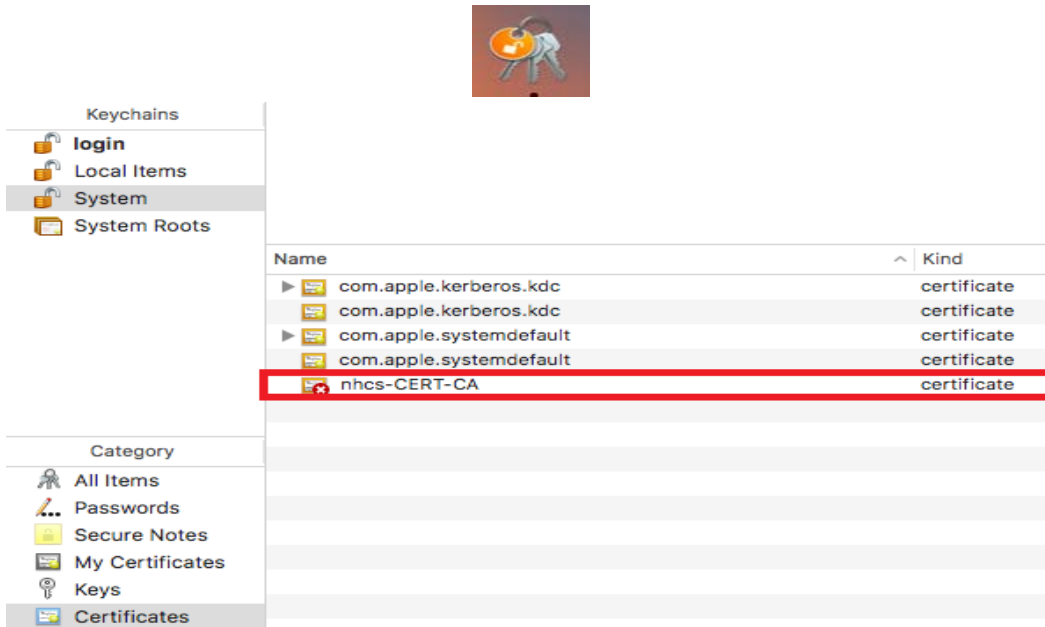 Keychains
login
Local Items
System
System Roots
Name Kind
com.apple.kerberos.kdc certificate
com.apple.kerberos.kdc certificate
com.apple.systemdefault certificate
com.apple.systemdefault certificate
nhcs-CERT-CA certificate
Category
All Items
Passwords
Secure Notes
My Certificates
Keys
Certificates